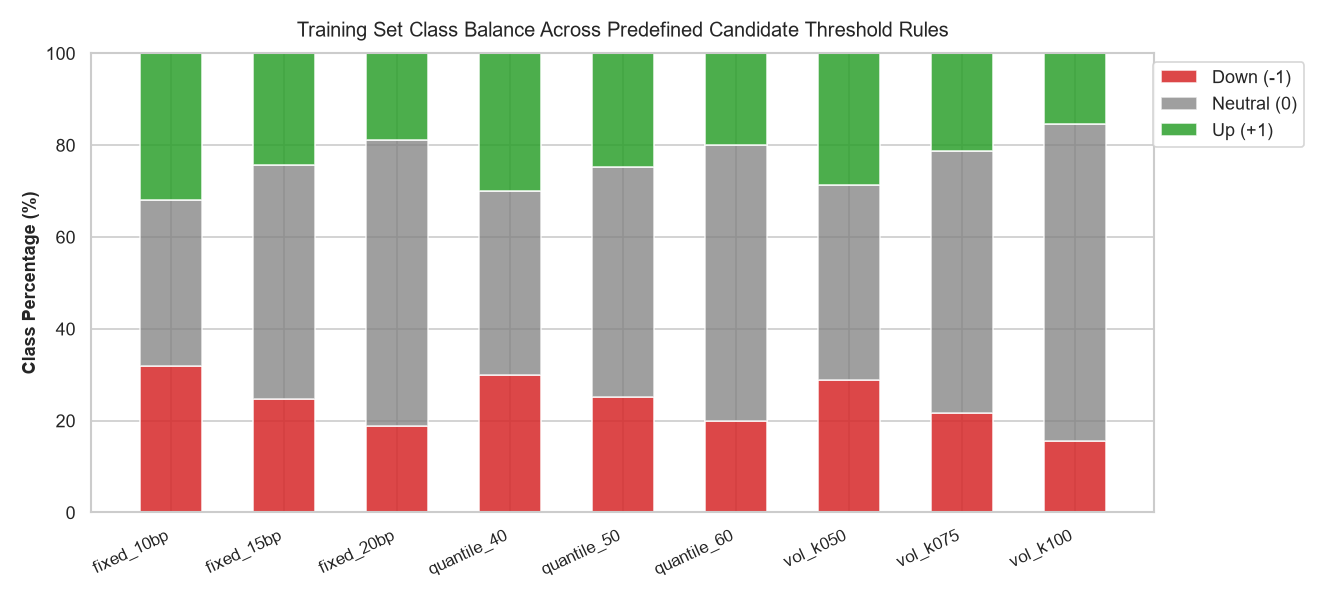 Training Set Class Balance Across Predefined Candidate Threshold Rules
Class Percentage (%)
100
80
60
40
20
0
Down (-1)
Neutral (0)
Up (+1)
fixed_10bp
fixed_15bp
fixed_20bp
quantile_40
quantile_50
quantile_60
vol_k050
vol_k075
vol_k100